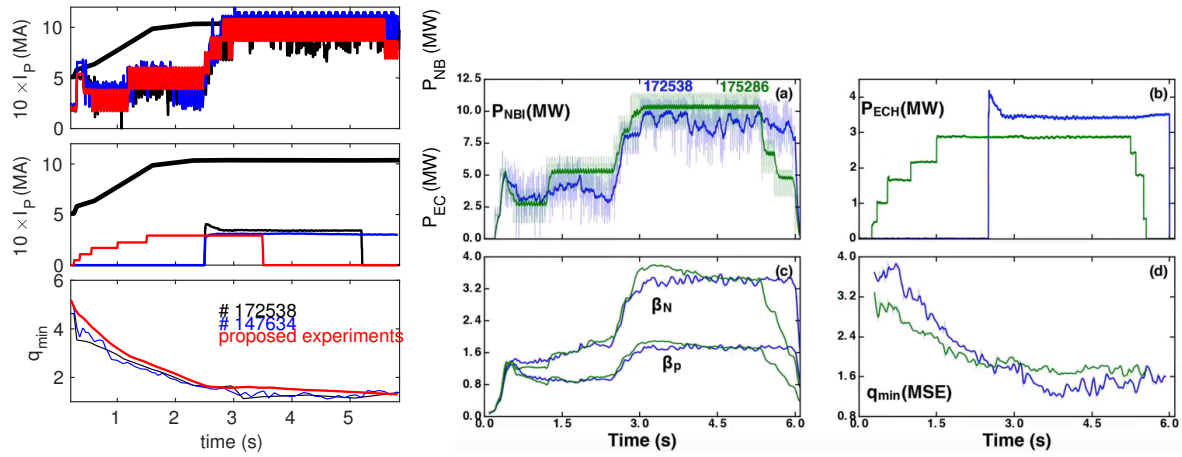 10 × I_P (MA)
10
5
0
P_NB (MW)
10 × I_P (MA)
10
5
0
P_EC (MW)
q_min
6
4
2
# 172538
# 147634
proposed experiments
1 2 3 4 5
time (s)
12.5
10.0
7.5
5.0
2.5
0.0
P_NBI(MW)
172538 175286
(a)
4
3
2
1
0
P_ECH(MW)
(b)
4.0
3.2
2.4
1.6
0.8
0.0
(c)
β_N
β_P
0.0 1.5 3.0 4.5 6.0
Time (s)
4.0
3.2
2.4
1.6
0.8
(d)
q_min(MSE)
0.0 1.5 3.0 4.5 6.0
Time (s)